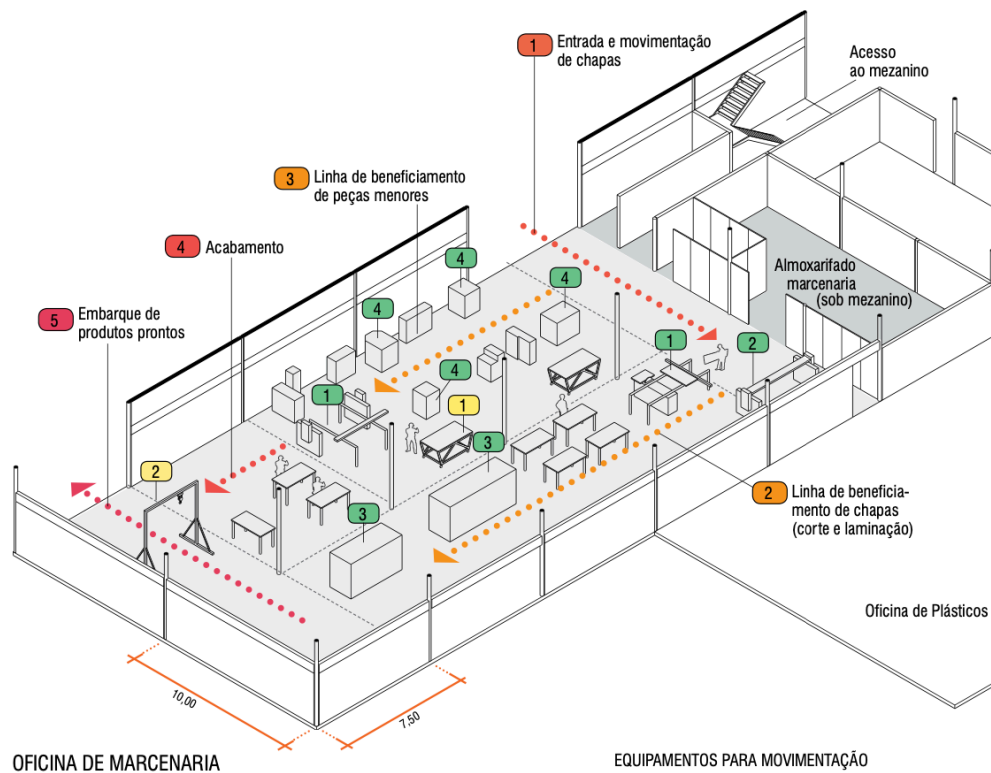 1
Entrada e movimentação
de chapas
Acesso
ao mezanino
3
Linha de beneficiamento
de peças menores
4
Acabamento
4
4
4
5
Embarque de
produtos prontos
Almoxarifado
marcenaria
(sob mezanino)
1
2
1
4
1
3
2
3
2
Linha de beneficia-
mento de chapas
(corte e laminação)
Oficina de Plásticos
10,00
7.50
OFICINA DE MARCENARIA
EQUIPAMENTOS PARA MOVIMENTAÇÃO